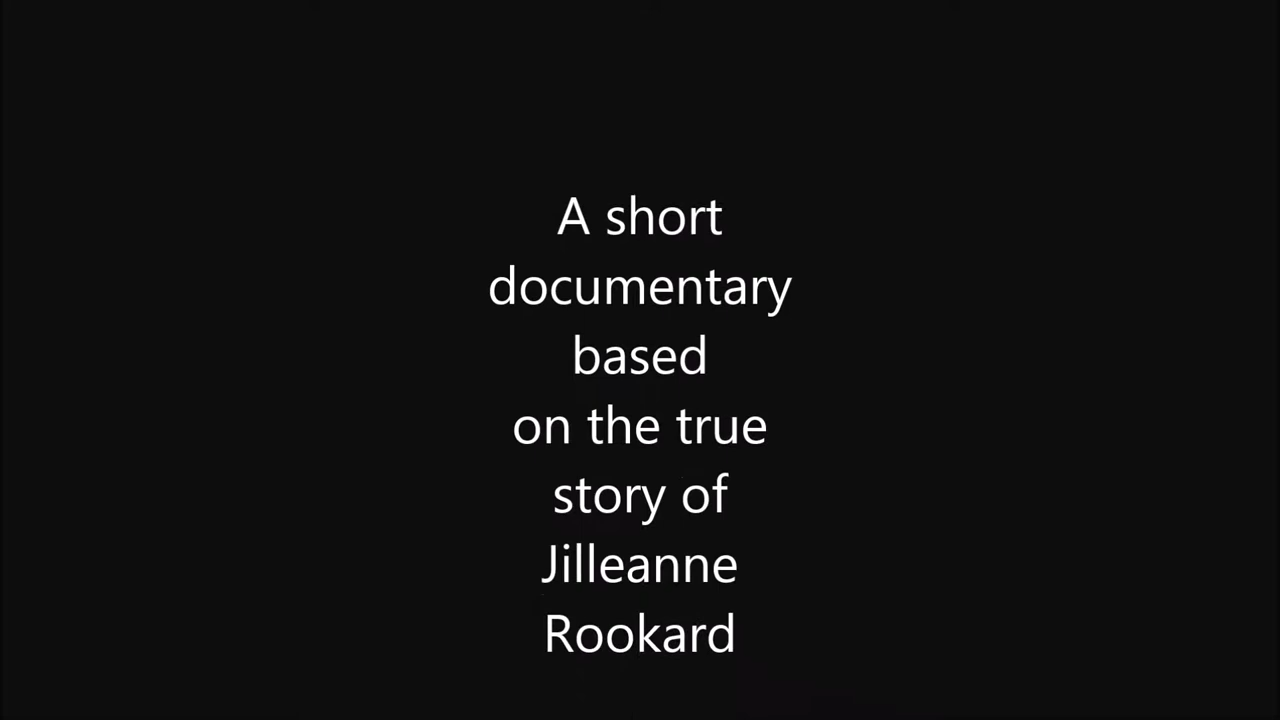 A short
documentary
based
on the true
story of
Jilleanne
Rookard